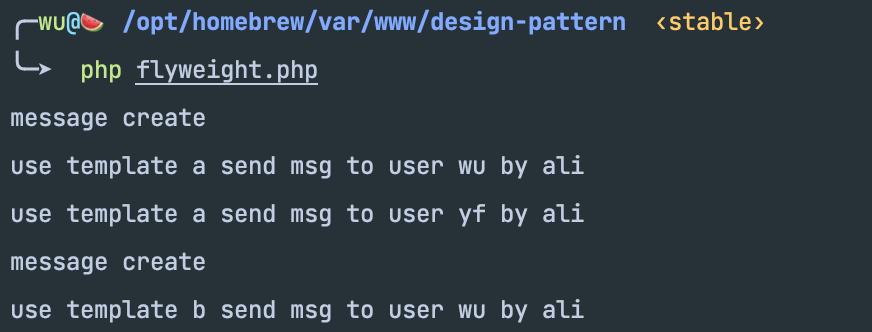 ╭─wu@🍉 /opt/homebrew/var/www/design-pattern ‹stable›
╰─➤ php flyweight.php
message create
use template a send msg to user wu by ali
use template a send msg to user yf by ali
message create
use template b send msg to user wu by ali